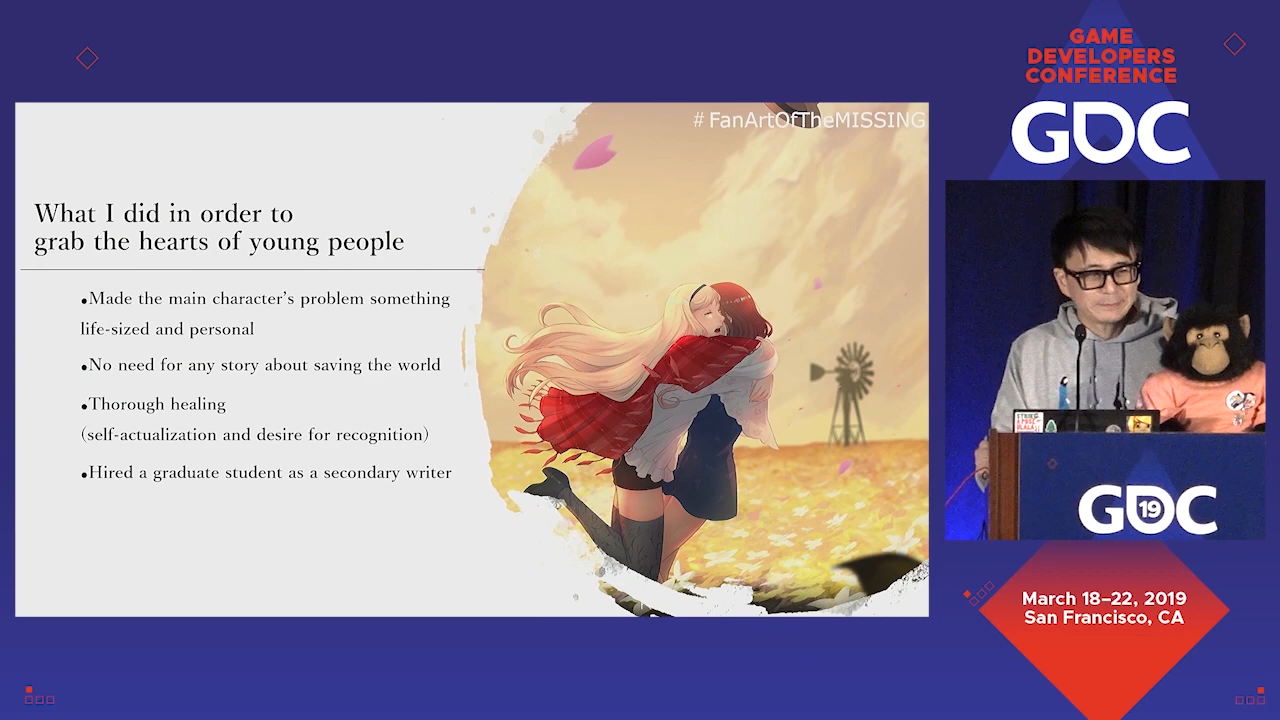 GAME
DEVELOPERS
CONFERENCE
GDC
# FanArtOfTheMISSING
What I did in order to
grab the hearts of young people
•Made the main character's problem something
life-sized and personal
•No need for any story about saving the world
•Thorough healing
(self-actualization and desire for recognition)
•Hired a graduate student as a secondary writer
GDC
19
March 18–22, 2019
San Francisco, CA